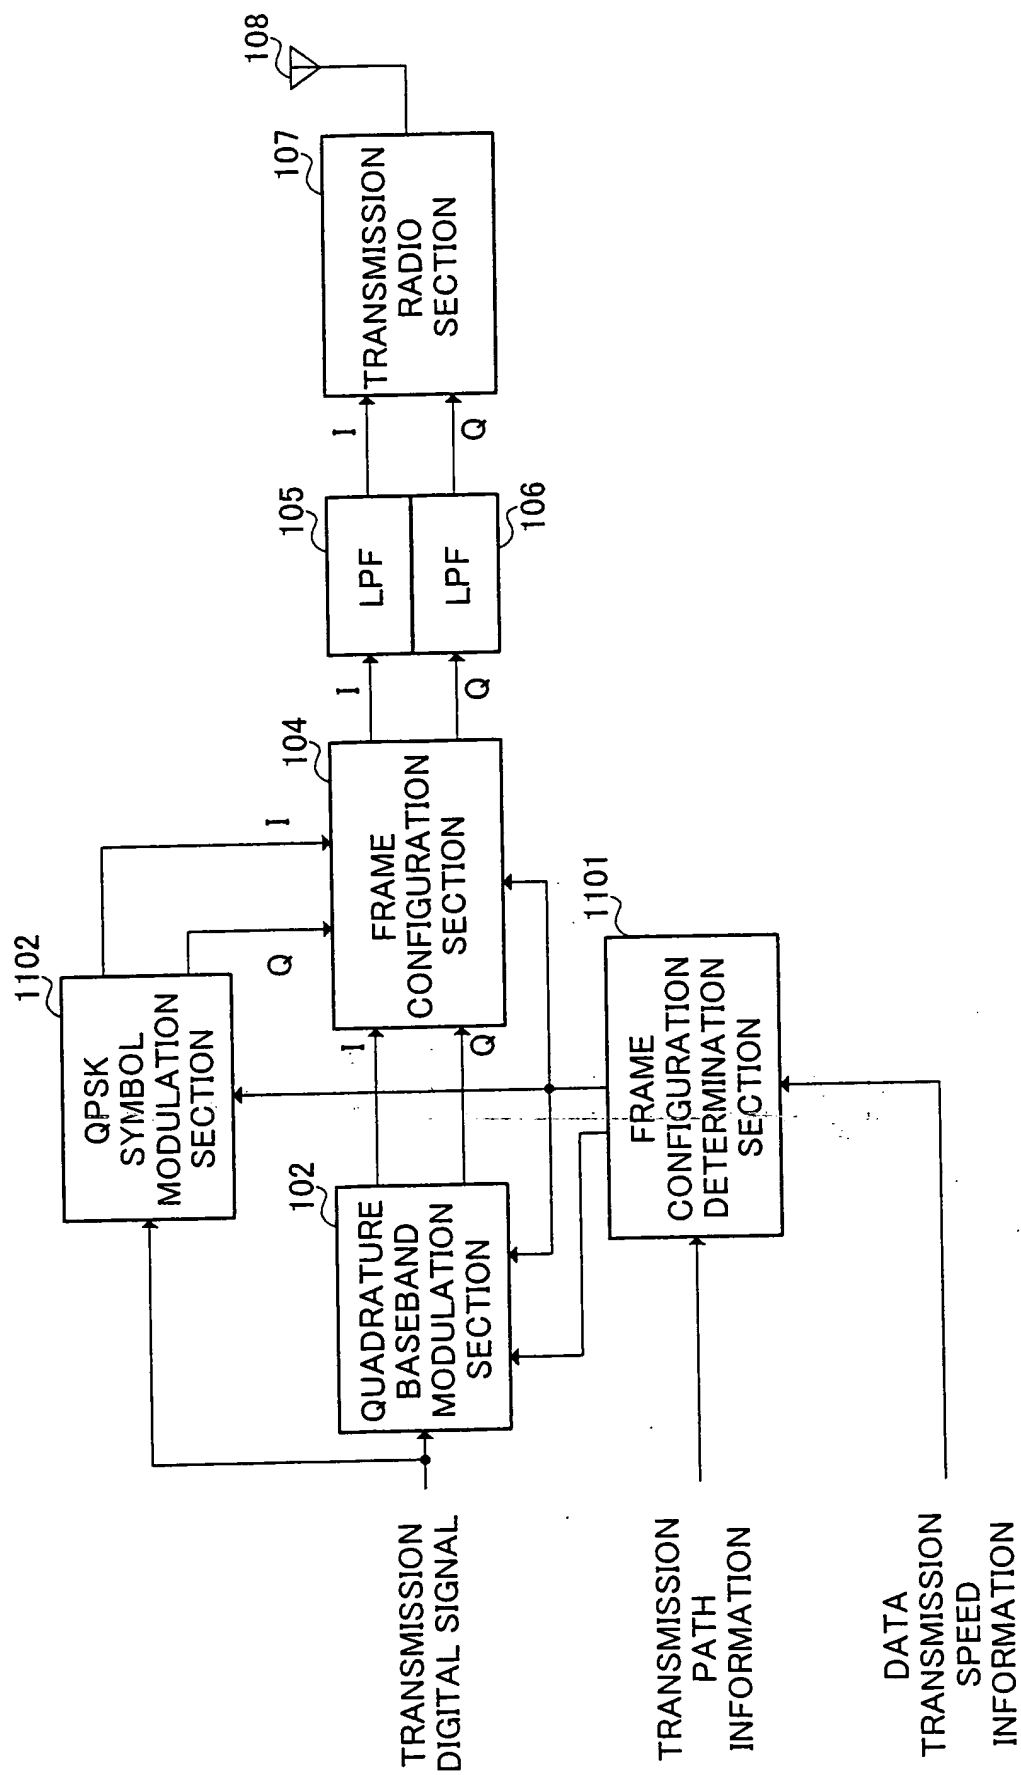 1102
QPSK
SYMBOL
MODULATION
SECTION
I
Q
102
QUADRATURE
BASEBAND
MODULATION
SECTION
I
Q
104
FRAME
CONFIGURATION
SECTION
I
Q
105
LPF
LPF
106
I
Q
107
TRANSMISSION
RADIO
SECTION
108
1101
FRAME
CONFIGURATION
DETERMINATION
SECTION
TRANSMISSION
DIGITAL SIGNAL
TRANSMISSION
PATH
INFORMATION
DATA
TRANSMISSION
SPEED
INFORMATION